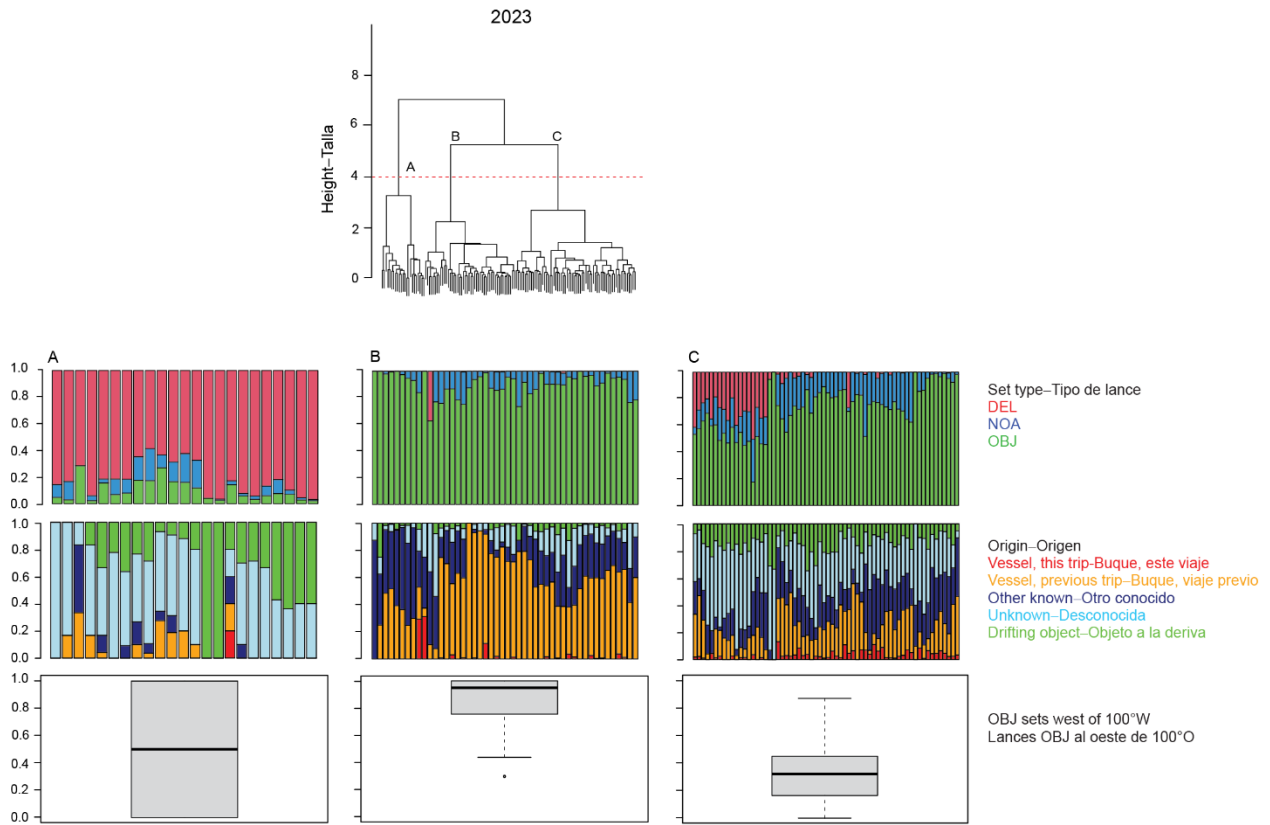 2023
Height–Talla
8
6
4
2
0
A
B
C
A
B
C
1.0
0.8
0.6
0.4
0.2
0.0
Set type–Tipo de lance
DEL
NOA
OBJ
1.0
0.8
0.6
0.4
0.2
0.0
Origin–Origen
Vessel, this trip-Buque, este viaje
Vessel, previous trip–Buque, viaje previo
Other known–Otro conocido
Unknown–Desconocida
Drifting object–Objeto a la deriva
1.0
0.8
0.6
0.4
0.2
0.0
OBJ sets west of 100°W
Lances OBJ al oeste de 100°O